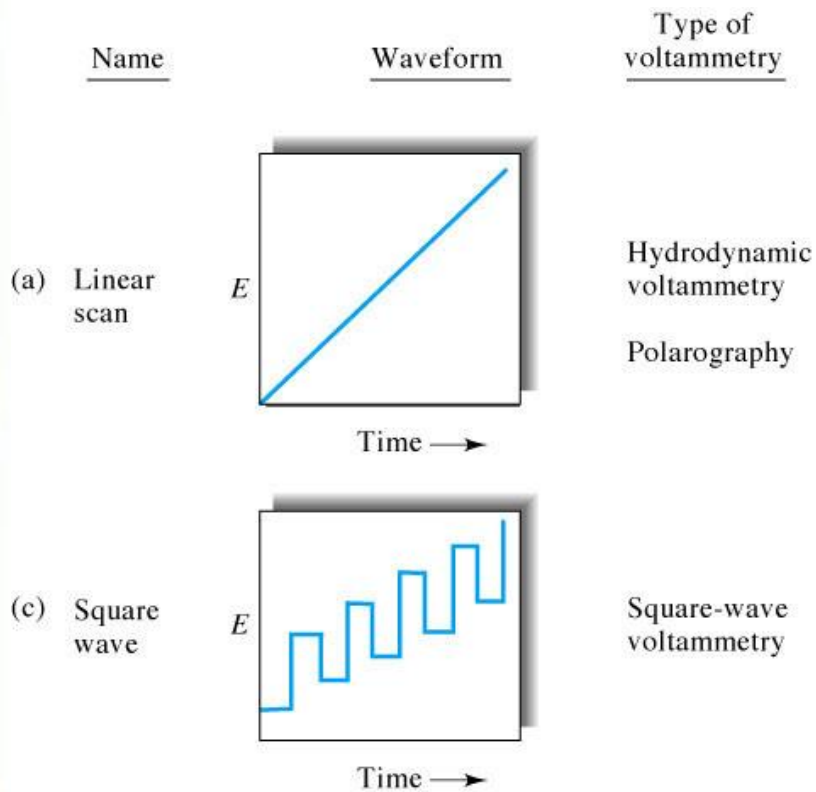 Name
Waveform
Type of
voltammetry
(a) Linear
scan
E
Time
Hydrodynamic
voltammetry
Polarography
(c) Square
wave
E
Time
Square-wave
voltammetry